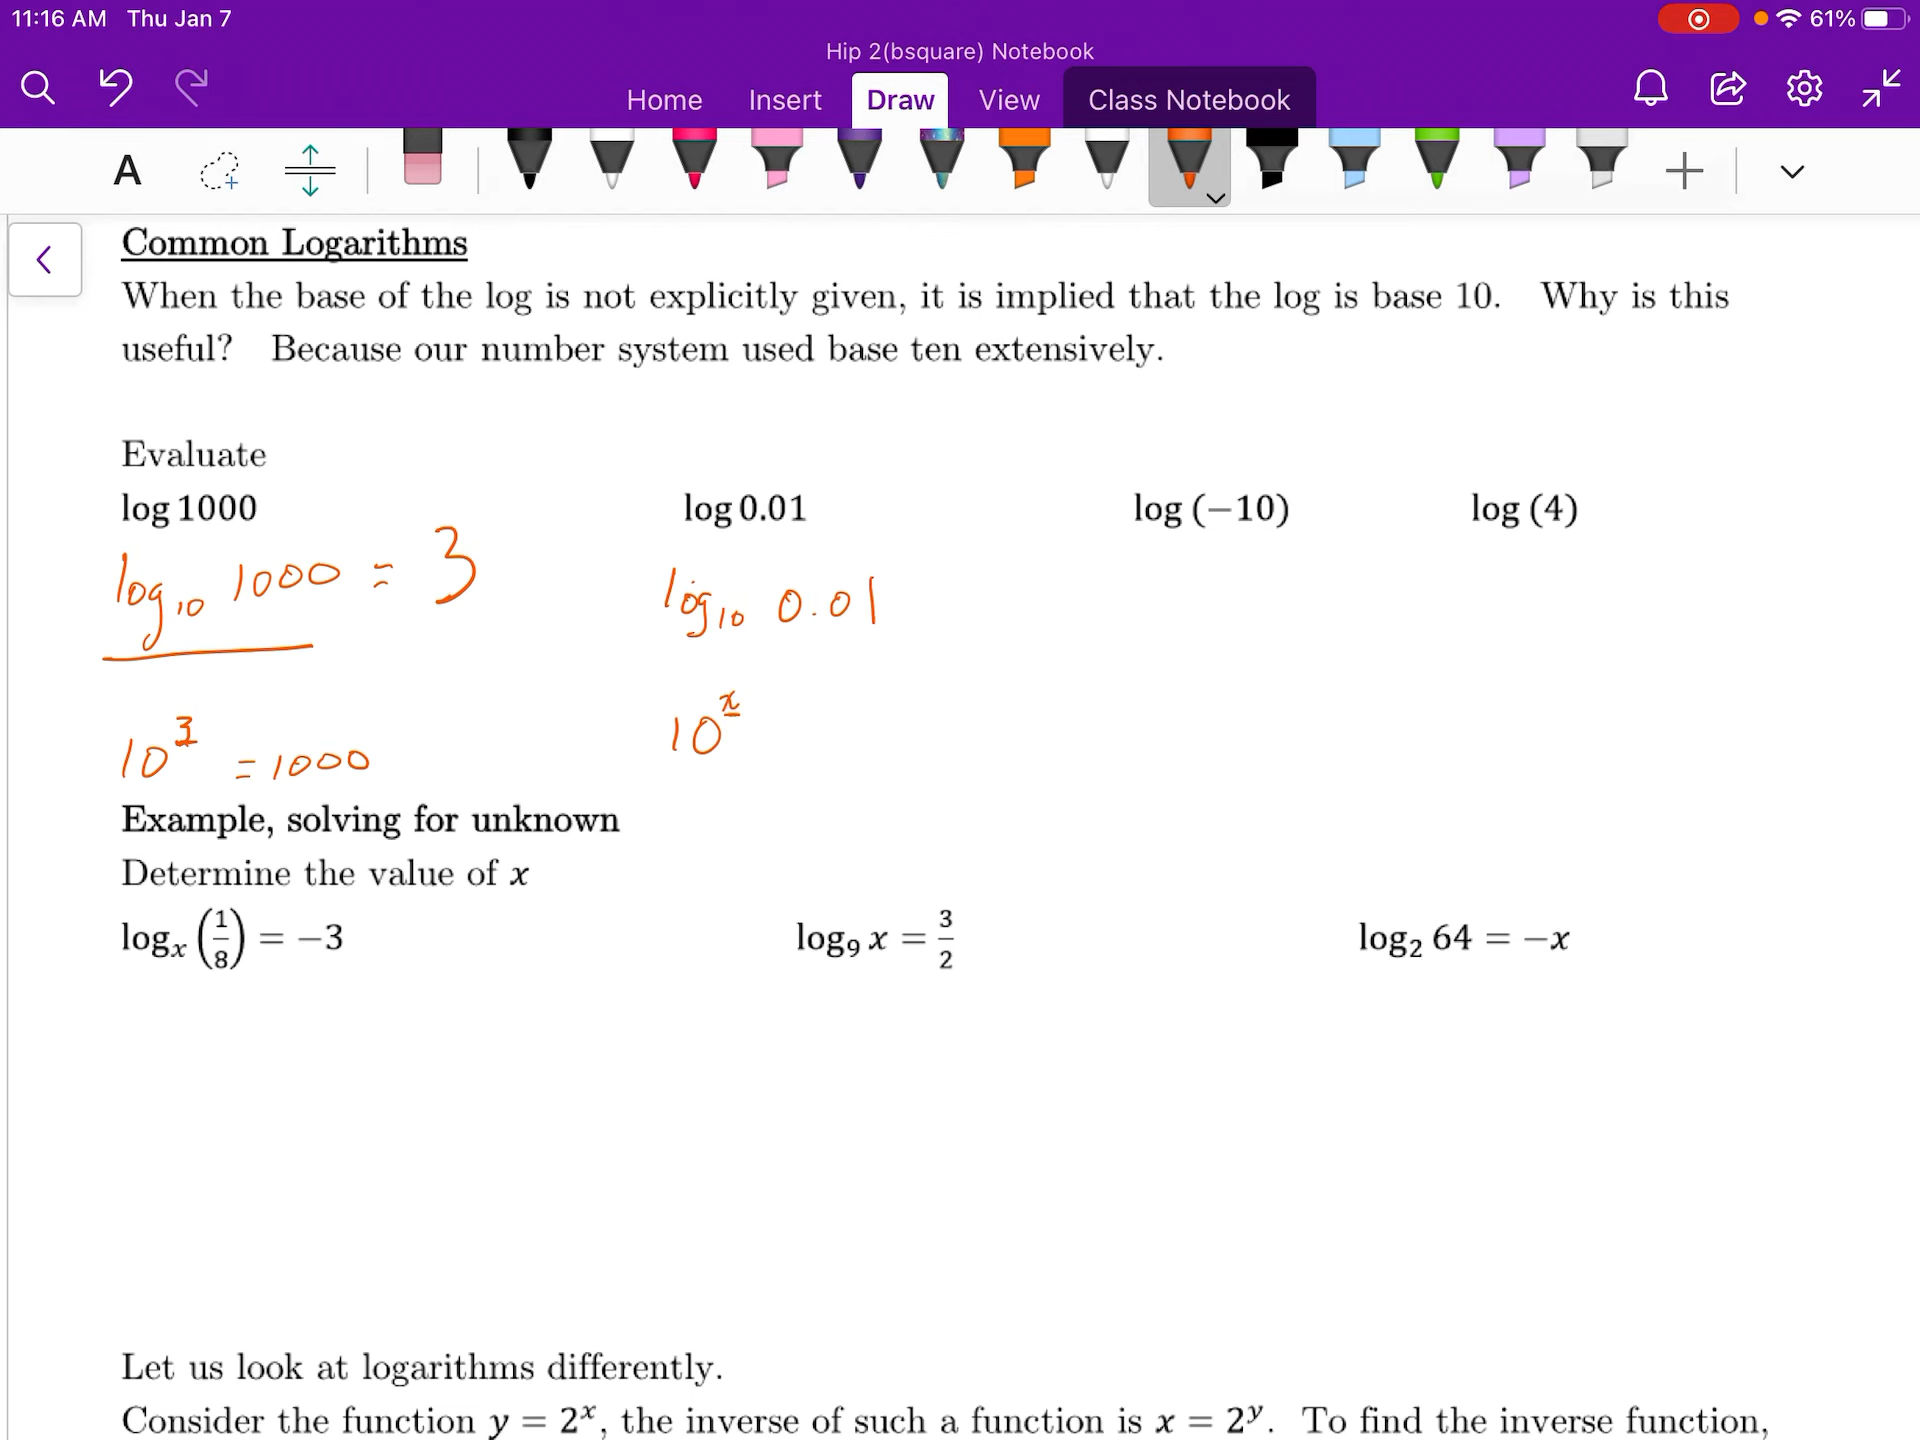 11:16 AM Thu Jan 7
61%
Hip 2(bsquare) Notebook
Home Insert Draw View Class Notebook
A
Common Logarithms
When the base of the log is not explicitly given, it is implied that the log is base 10. Why is this
useful? Because our number system used base ten extensively.
Evaluate
log 1000 log 0.01 log (−10) log (4)
log₁₀ 1000 = 3 log₁₀ 0.01
10³ = 1000 10ˣ
Example, solving for unknown
Determine the value of x
logₓ (1/8) = −3 log₉ x = 3/2 log₂ 64 = −x
Let us look at logarithms differently.
Consider the function y = 2ˣ, the inverse of such a function is x = 2ʸ. To find the inverse function,